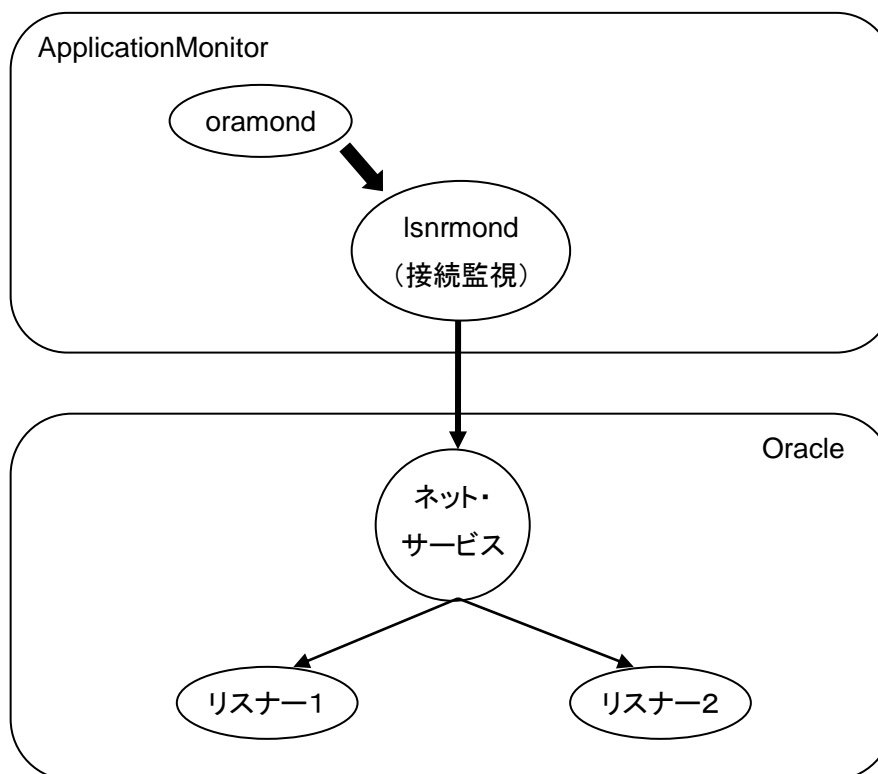 ApplicationMonitor
oramond
lsnrmond
（接続監視）
Oracle
ネット・
サービス
リスナー１
リスナー２